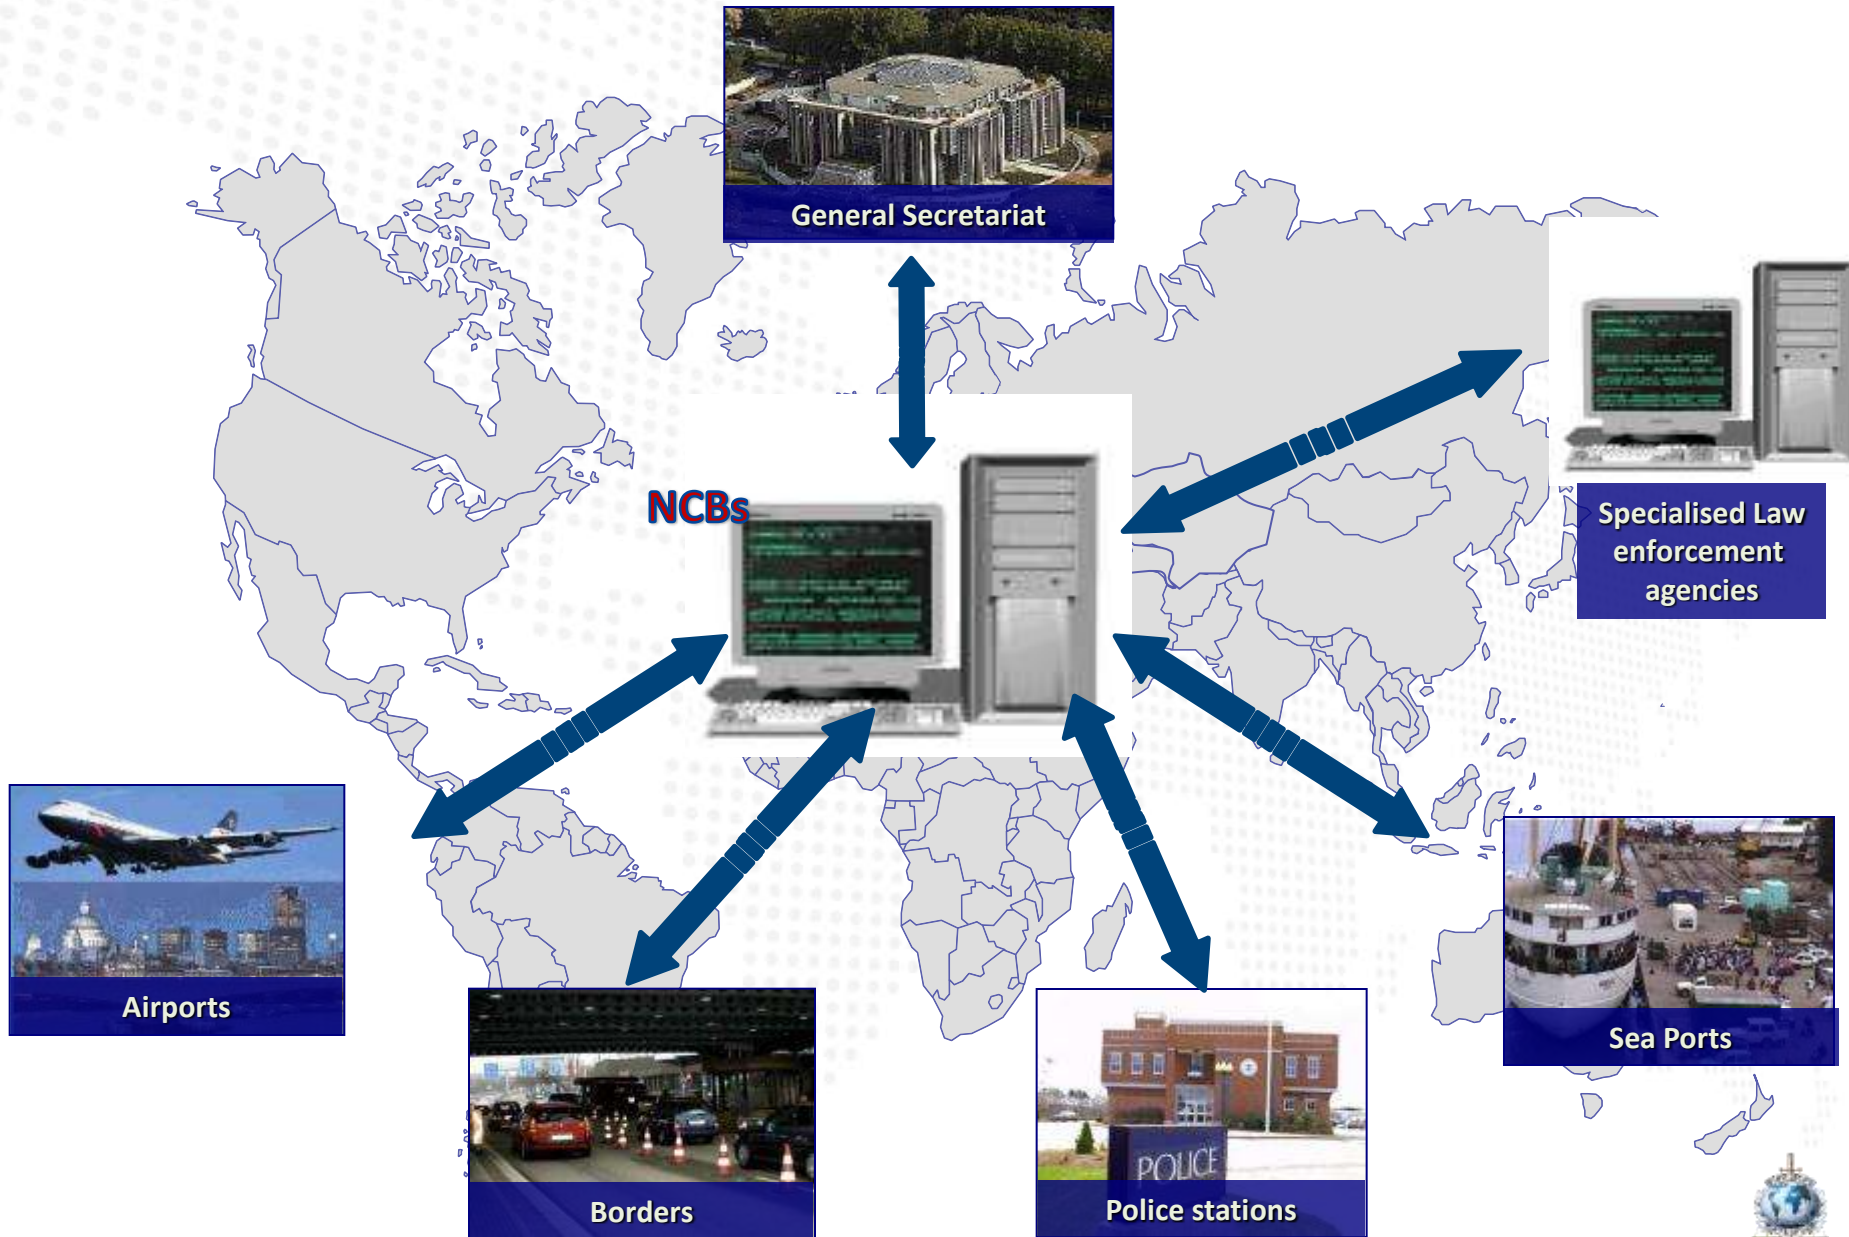 General Secretariat
NCBs
Specialised Law
enforcement
agencies
Airports
Sea Ports
POLICE
Borders
Police stations